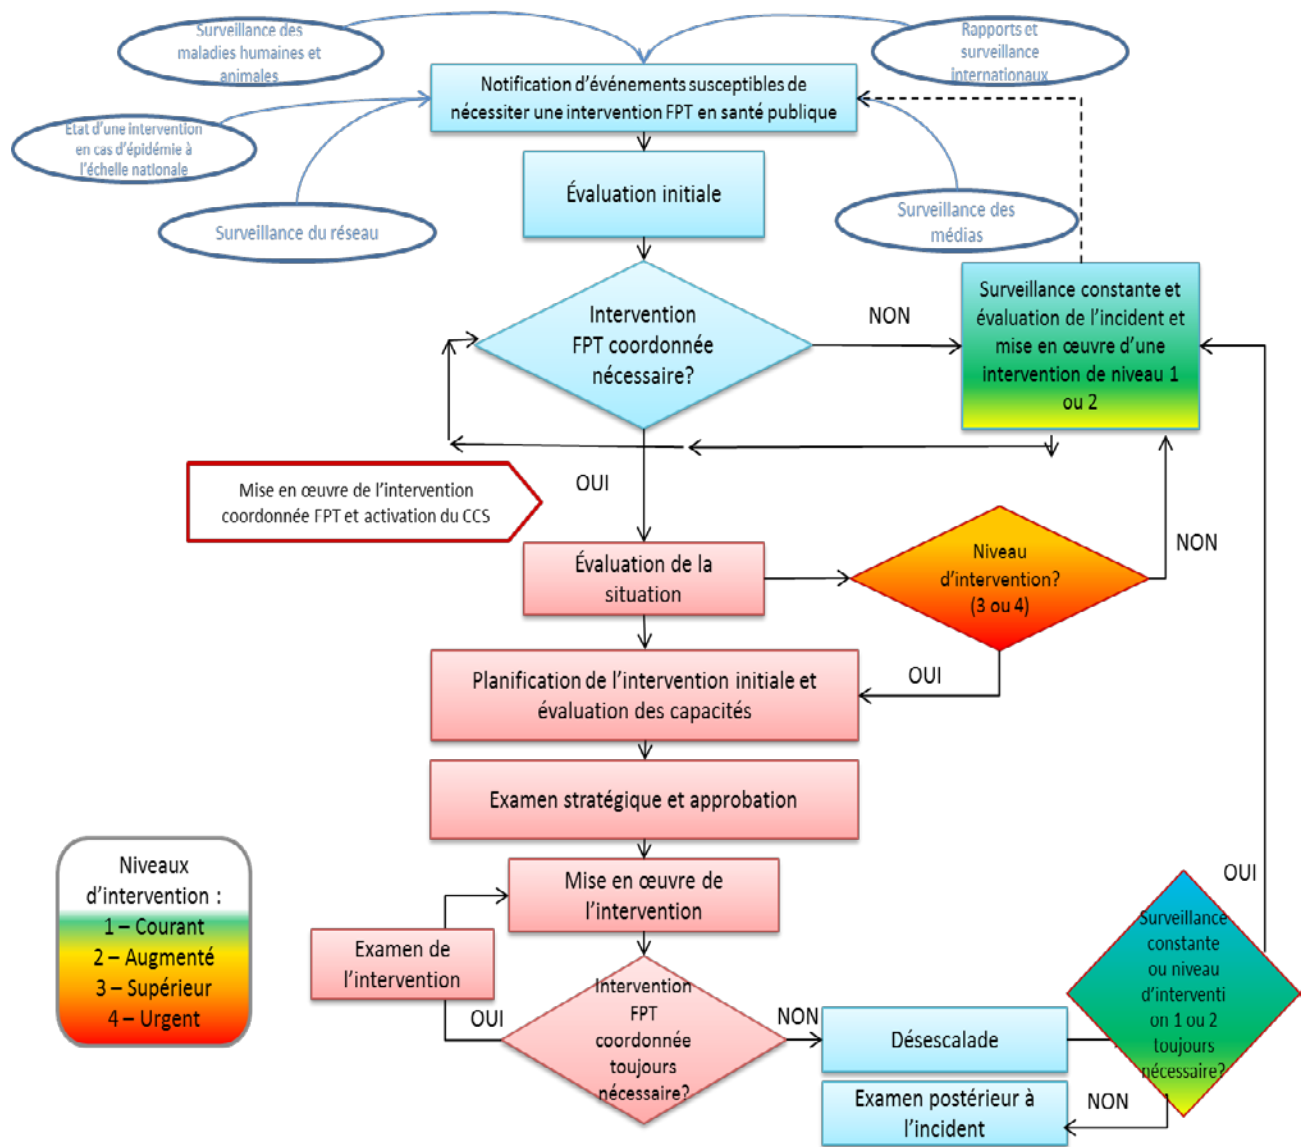 Surveillance des
maladies humaines et
animales
Rapports et
surveillance
internationaux
Notification d’événements susceptibles de
nécessiter une intervention FPT en santé publique
Etat d’une intervention
en cas d’épidémie à
l’échelle nationale
Évaluation initiale
Surveillance du réseau
Surveillance des
médias
Intervention
FPT coordonnée
nécessaire?
NON
Surveillance constante et
évaluation de l’incident et
mise en œuvre d’une
intervention de niveau 1
ou 2
Mise en œuvre de l’intervention
coordonnée FPT et activation du CCS
OUI
Évaluation de la
situation
Niveau
d’intervention?
(3 ou 4)
NON
Planification de l’intervention initiale et
évaluation des capacités
OUI
Examen stratégique et approbation
Niveaux
d’intervention :
1 – Courant
2 – Augmenté
3 – Supérieur
4 – Urgent
Mise en œuvre de
l’intervention
Examen de
l’intervention
OUI
Intervention
FPT
coordonnée
toujours
nécessaire?
NON
Désescalade
Surveillance
constante
ou niveau
d’interventi
on 1 ou 2
toujours
nécessaire?
OUI
Examen postérieur à
l’incident
NON